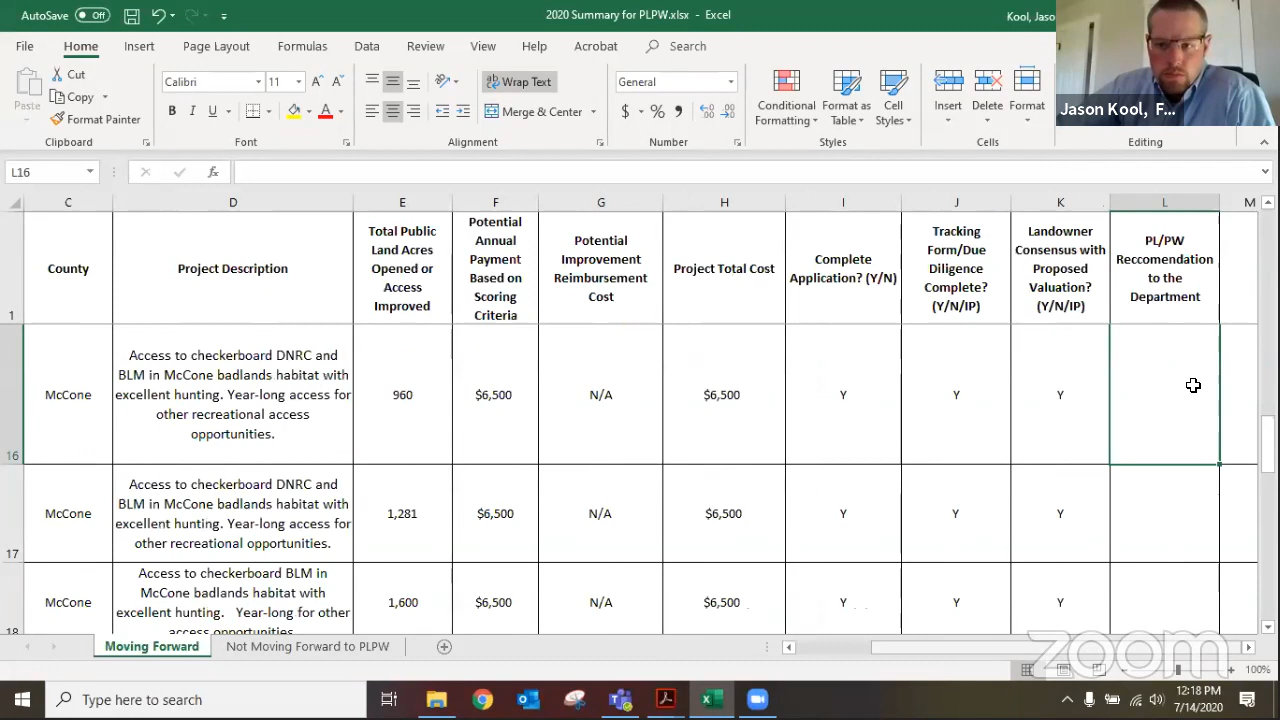 AutoSave Off 2020 Summary for PLPW.xlsx - Excel Kool, Jaso
File Home Insert Page Layout Formulas Data Review View Help Acrobat Search
Cut
Copy
Format Painter
Paste
Clipboard
Calibri 11
B I U
Font
Wrap Text
Merge & Center
Alignment
General
$ % ,
Number
Conditional
Formatting
Format as
Table
Cell
Styles
Styles
Insert Delete Format
Cells
Editing
Jason Kool, F...
L16 fx
C D E F G H I J K L M
1
County
Project Description
Total Public
Land Acres
Opened or
Access
Improved
Potential
Annual
Payment
Based on
Scoring
Criteria
Potential
Improvement
Reimbursement
Cost
Project Total Cost
Complete
Application? (Y/N)
Tracking
Form/Due
Diligence
Complete?
(Y/N/IP)
Landowner
Consensus with
Proposed
Valuation?
(Y/N/IP)
PL/PW
Reccomendation
to the
Department
16
McCone
Access to checkerboard DNRC and
BLM in McCone badlands habitat with
excellent hunting. Year-long access for
other recreational access
opportunities.
960 $6,500 N/A $6,500 Y Y Y
17
McCone
Access to checkerboard DNRC and
BLM in McCone badlands habitat with
excellent hunting. Year-long access for
other recreational opportunities.
1,281 $6,500 N/A $6,500 Y Y Y
18
McCone
Access to checkerboard BLM in
McCone badlands habitat with
excellent hunting. Year-long for other
access opportunities.
1,600 $6,500 N/A $6,500 Y Y Y
Moving Forward Not Moving Forward to PLPW
zoom
100%
Type here to search
12:18 PM
7/14/2020